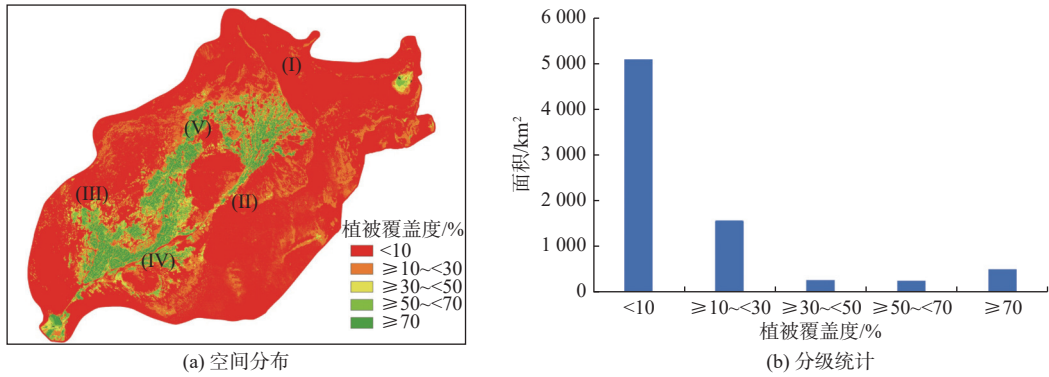 (I)
(V)
(III)
(II)
(IV)
植被覆盖度/%
<10
≥10~<30
≥30~<50
≥50~<70
≥70
(a) 空间分布
6 000
5 000
4 000
3 000
2 000
1 000
0
面积/km²
<10
≥10~<30
≥30~<50
≥50~<70
≥70
植被覆盖度/%
(b) 分级统计